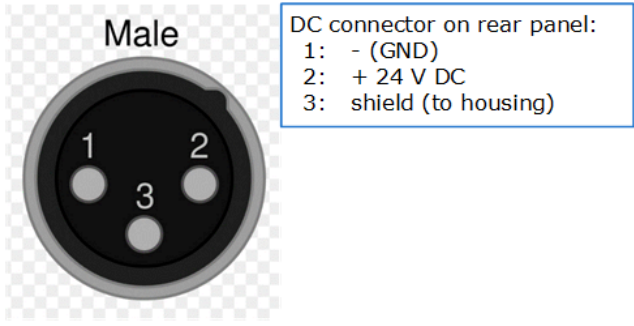 Male
1
2
3
DC connector on rear panel:
1: - (GND)
2: + 24 V DC
3: shield (to housing)